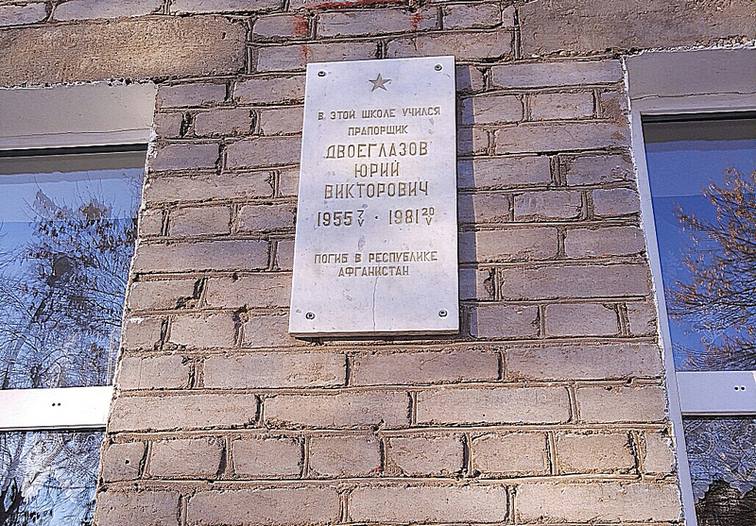 В ЭТОЙ ШКОЛЕ УЧИЛСЯ
ПРАПОРЩИК
ДВОЕГЛАЗОВ
ЮРИЙ
ВИКТОРОВИЧ
1955 7/V · 1981 20/V
ПОГИБ В РЕСПУБЛИКЕ
АФГАНИСТАН